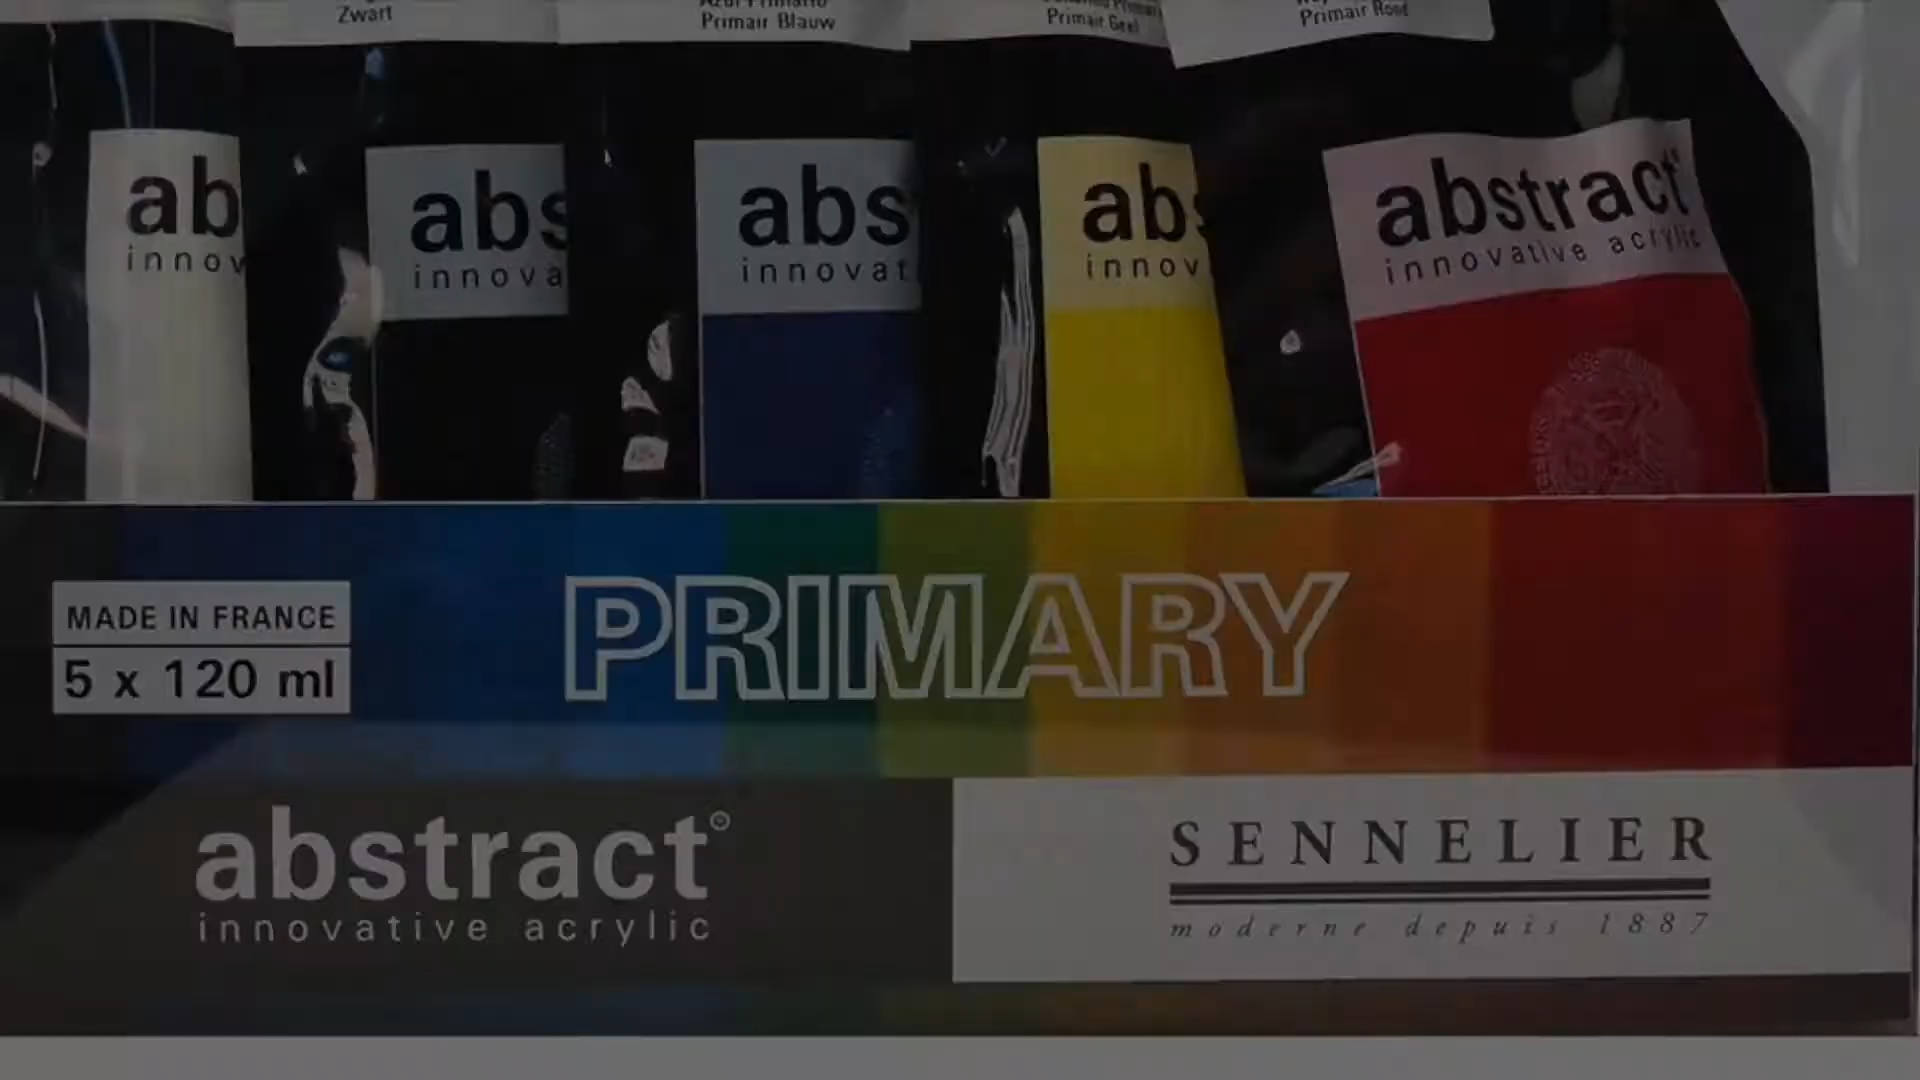 Zwart
Primair Blauw
Primair Geel
Primair Rood
ab
innov
abs
innova
abs
innovat
abs
innov
abstract
innovative acrylic
MADE IN FRANCE
5 x 120 ml
PRIMARY
abstract®
innovative acrylic
SENNELIER
moderne depuis 1887